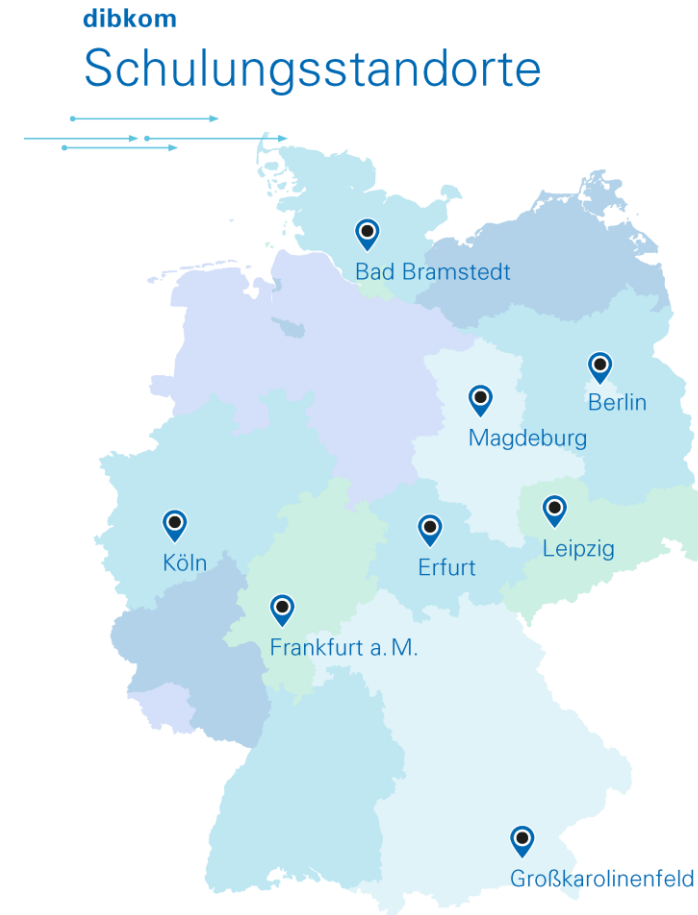 dibkom
Schulungsstandorte
Bad Bramstedt
Berlin
Magdeburg
Leipzig
Köln
Erfurt
Frankfurt a. M.
Großkarolinenfeld